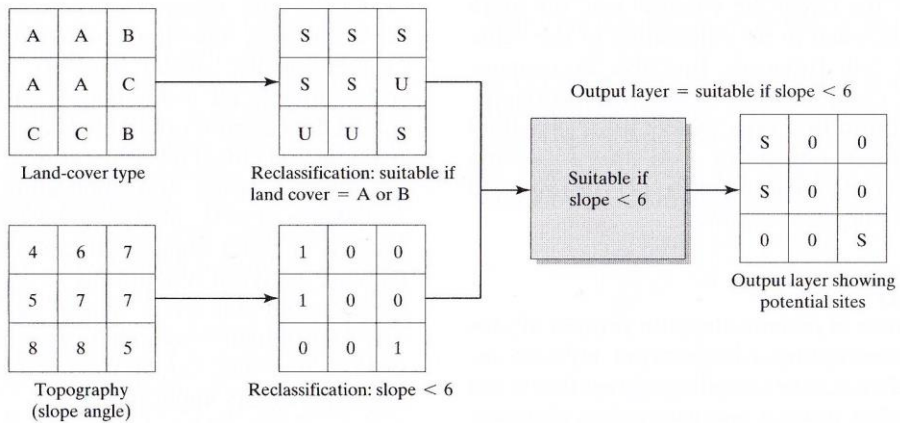 A A B
A A C
C C B
Land-cover type
S S S
S S U
U U S
Reclassification: suitable if
land cover = A or B
4 6 7
5 7 7
8 8 5
Topography
(slope angle)
1 0 0
1 0 0
0 0 1
Reclassification: slope < 6
Output layer = suitable if slope < 6
Suitable if
slope < 6
S 0 0
S 0 0
0 0 S
Output layer showing
potential sites